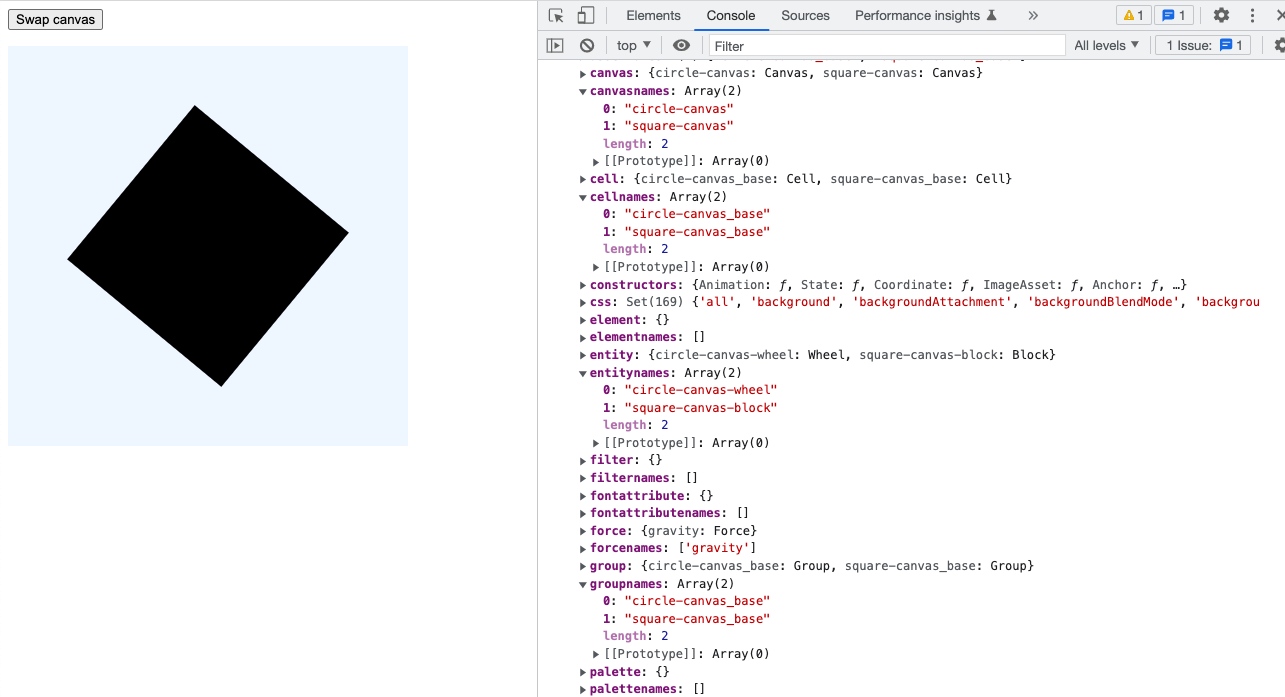 Swap canvas
Elements Console Sources Performance insights » 1 1
top ▼ Filter All levels ▼ 1 Issue: 1
▶ canvas: {circle-canvas: Canvas, square-canvas: Canvas}
▼ canvasnames: Array(2)
0: "circle-canvas"
1: "square-canvas"
length: 2
▶ [[Prototype]]: Array(0)
▶ cell: {circle-canvas_base: Cell, square-canvas_base: Cell}
▼ cellnames: Array(2)
0: "circle-canvas_base"
1: "square-canvas_base"
length: 2
▶ [[Prototype]]: Array(0)
▶ constructors: {Animation: ƒ, State: ƒ, Coordinate: ƒ, ImageAsset: ƒ, Anchor: ƒ, …}
▶ css: Set(169) {'all', 'background', 'backgroundAttachment', 'backgroundBlendMode', 'backgrou
▶ element: {}
▶ elementnames: []
▶ entity: {circle-canvas-wheel: Wheel, square-canvas-block: Block}
▼ entitynames: Array(2)
0: "circle-canvas-wheel"
1: "square-canvas-block"
length: 2
▶ [[Prototype]]: Array(0)
▶ filter: {}
▶ filternames: []
▶ fontattribute: {}
▶ fontattributenames: []
▶ force: {gravity: Force}
▶ forcenames: ['gravity']
▶ group: {circle-canvas_base: Group, square-canvas_base: Group}
▼ groupnames: Array(2)
0: "circle-canvas_base"
1: "square-canvas_base"
length: 2
▶ [[Prototype]]: Array(0)
▶ palette: {}
▶ palettenames: []